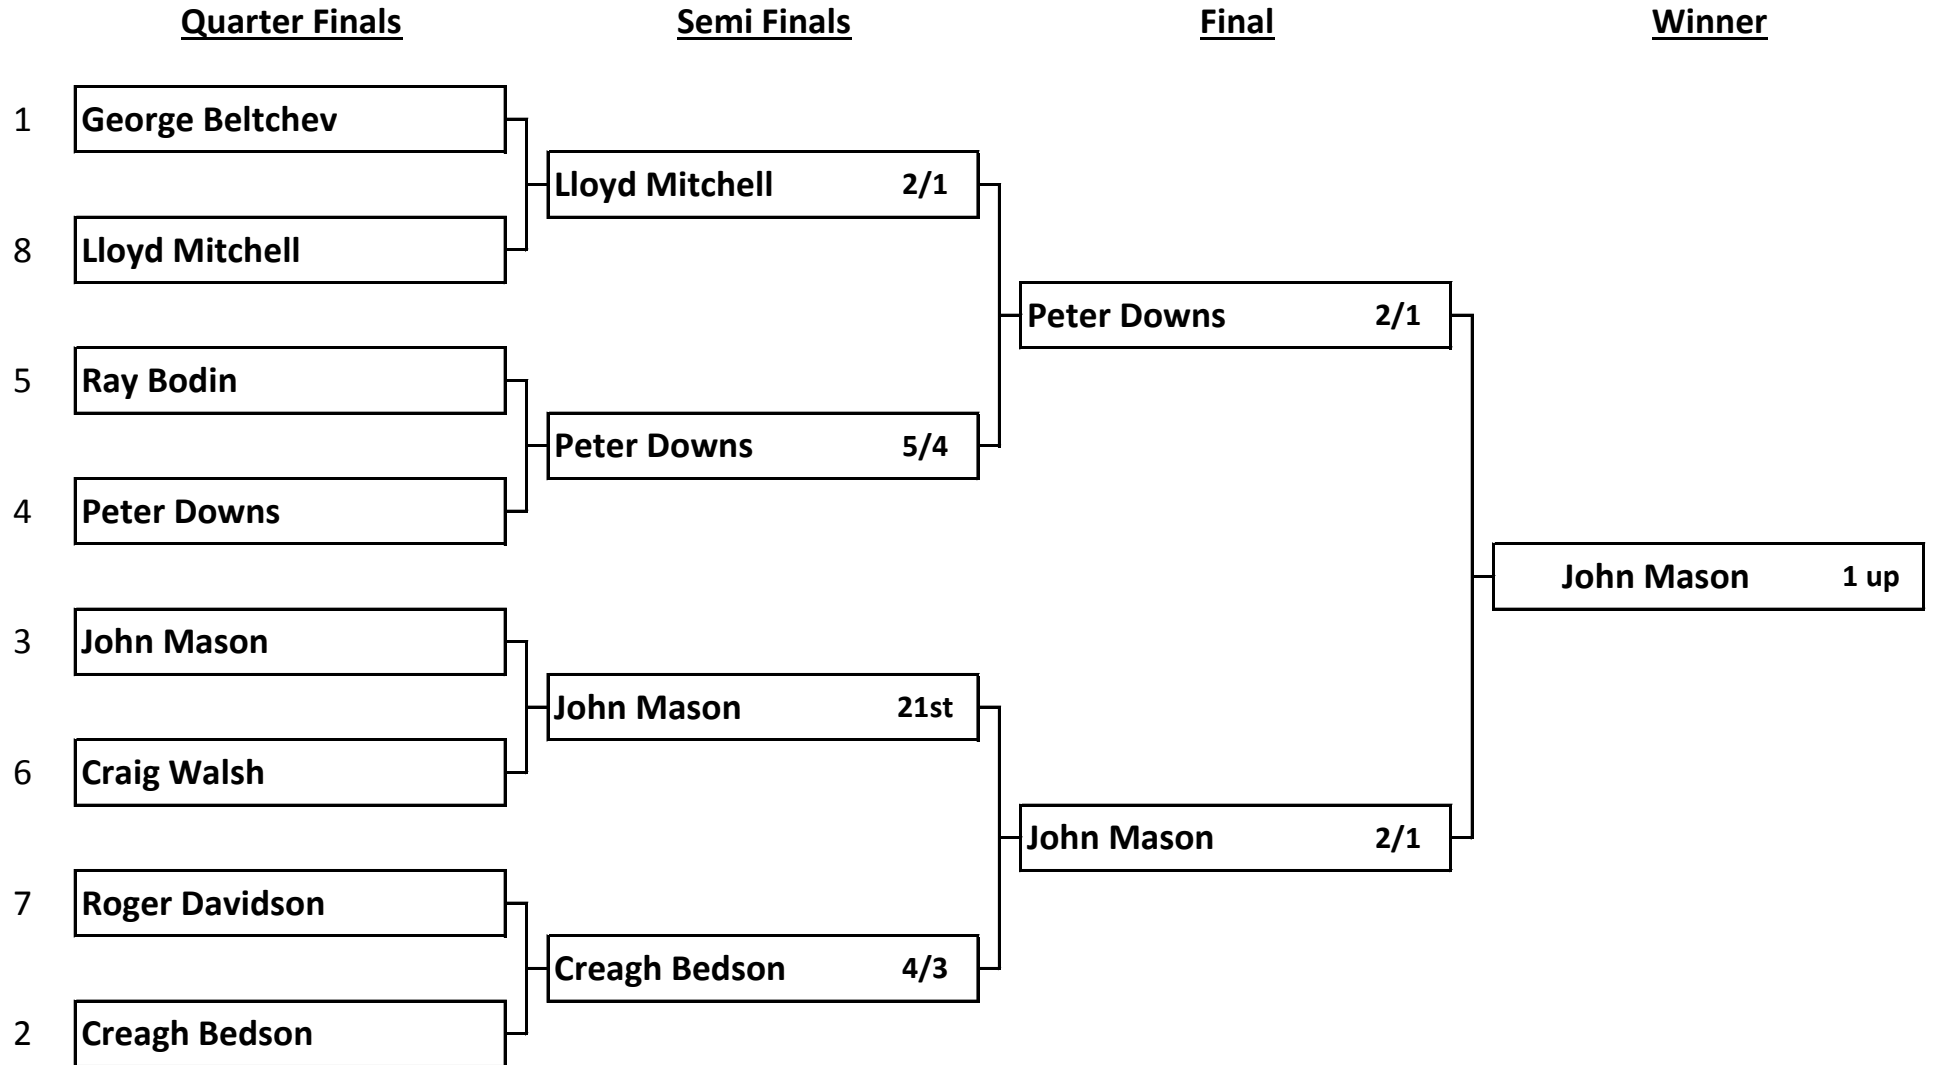 Quarter Finals Semi Finals Final Winner
1 George Beltchev
Lloyd Mitchell 2/1
8 Lloyd Mitchell
Peter Downs 2/1
5 Ray Bodin
Peter Downs 5/4
4 Peter Downs
John Mason 1 up
3 John Mason
John Mason 21st
6 Craig Walsh
John Mason 2/1
7 Roger Davidson
Creagh Bedson 4/3
2 Creagh Bedson